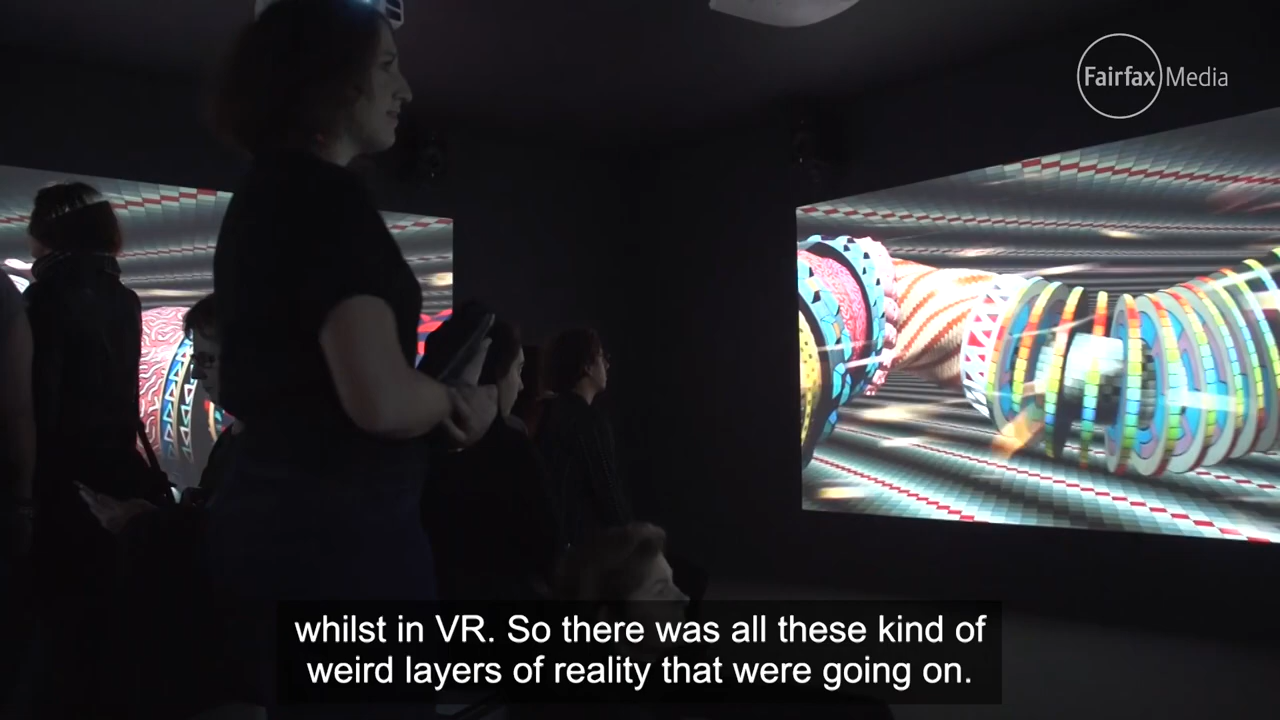 Fairfax Media
whilst in VR. So there was all these kind of
weird layers of reality that were going on.